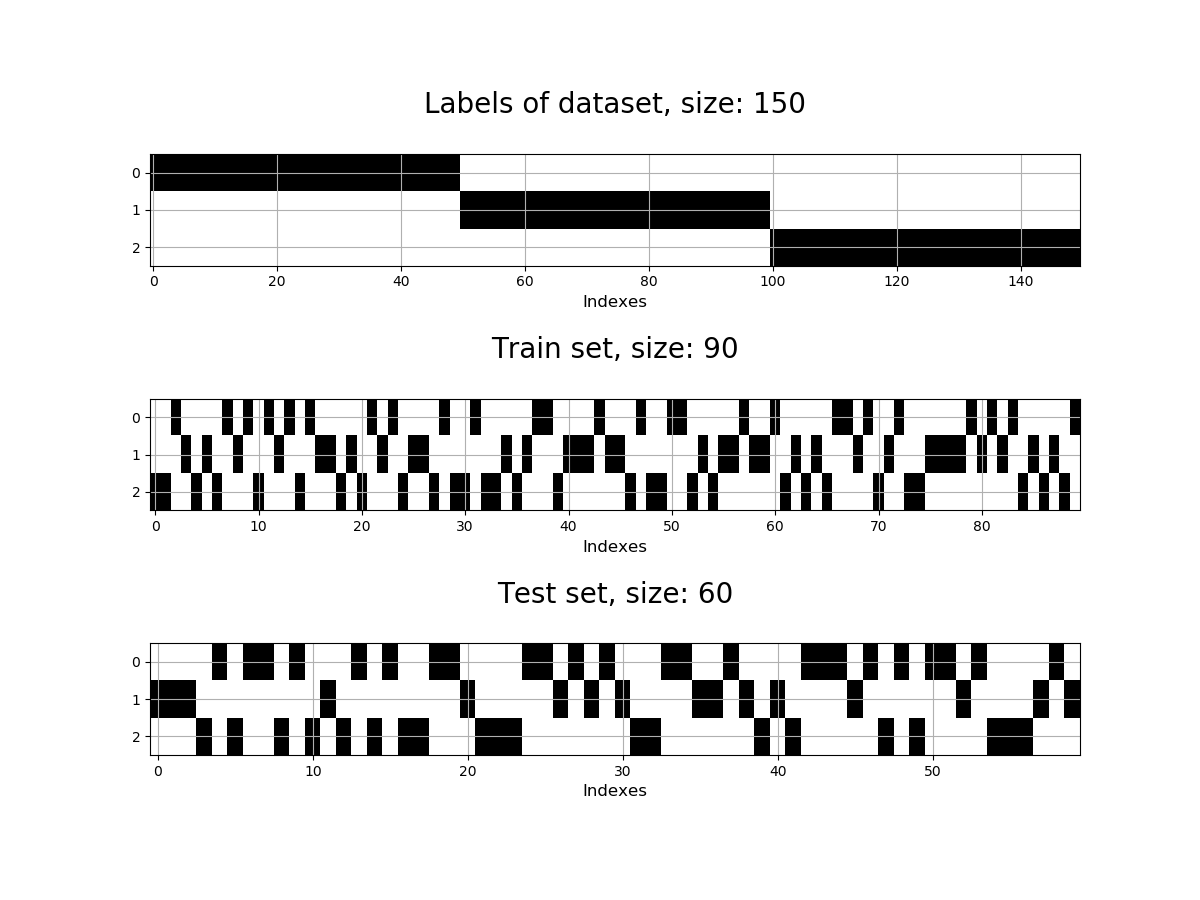 Labels of dataset, size: 150
0
1
2
0 20 40 60 80 100 120 140
Indexes
Train set, size: 90
0
1
2
0 10 20 30 40 50 60 70 80
Indexes
Test set, size: 60
0
1
2
0 10 20 30 40 50
Indexes